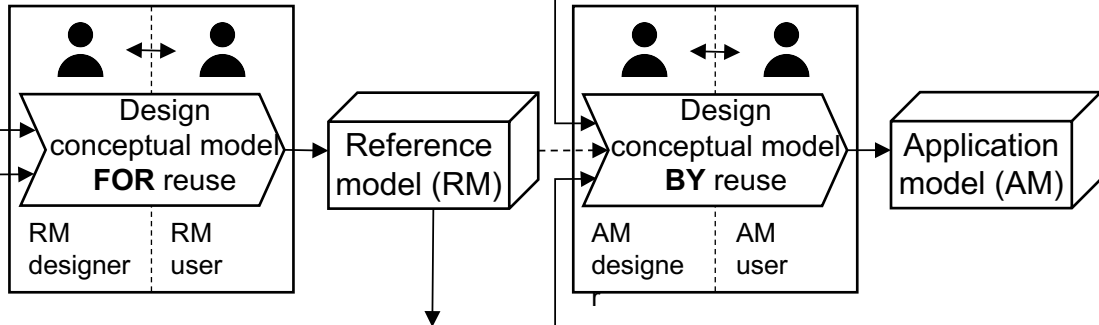 Design
conceptual model
FOR reuse
RM
designer
RM
user
Reference
model (RM)
Design
conceptual model
BY reuse
AM
designe
r
AM
user
Application
model (AM)